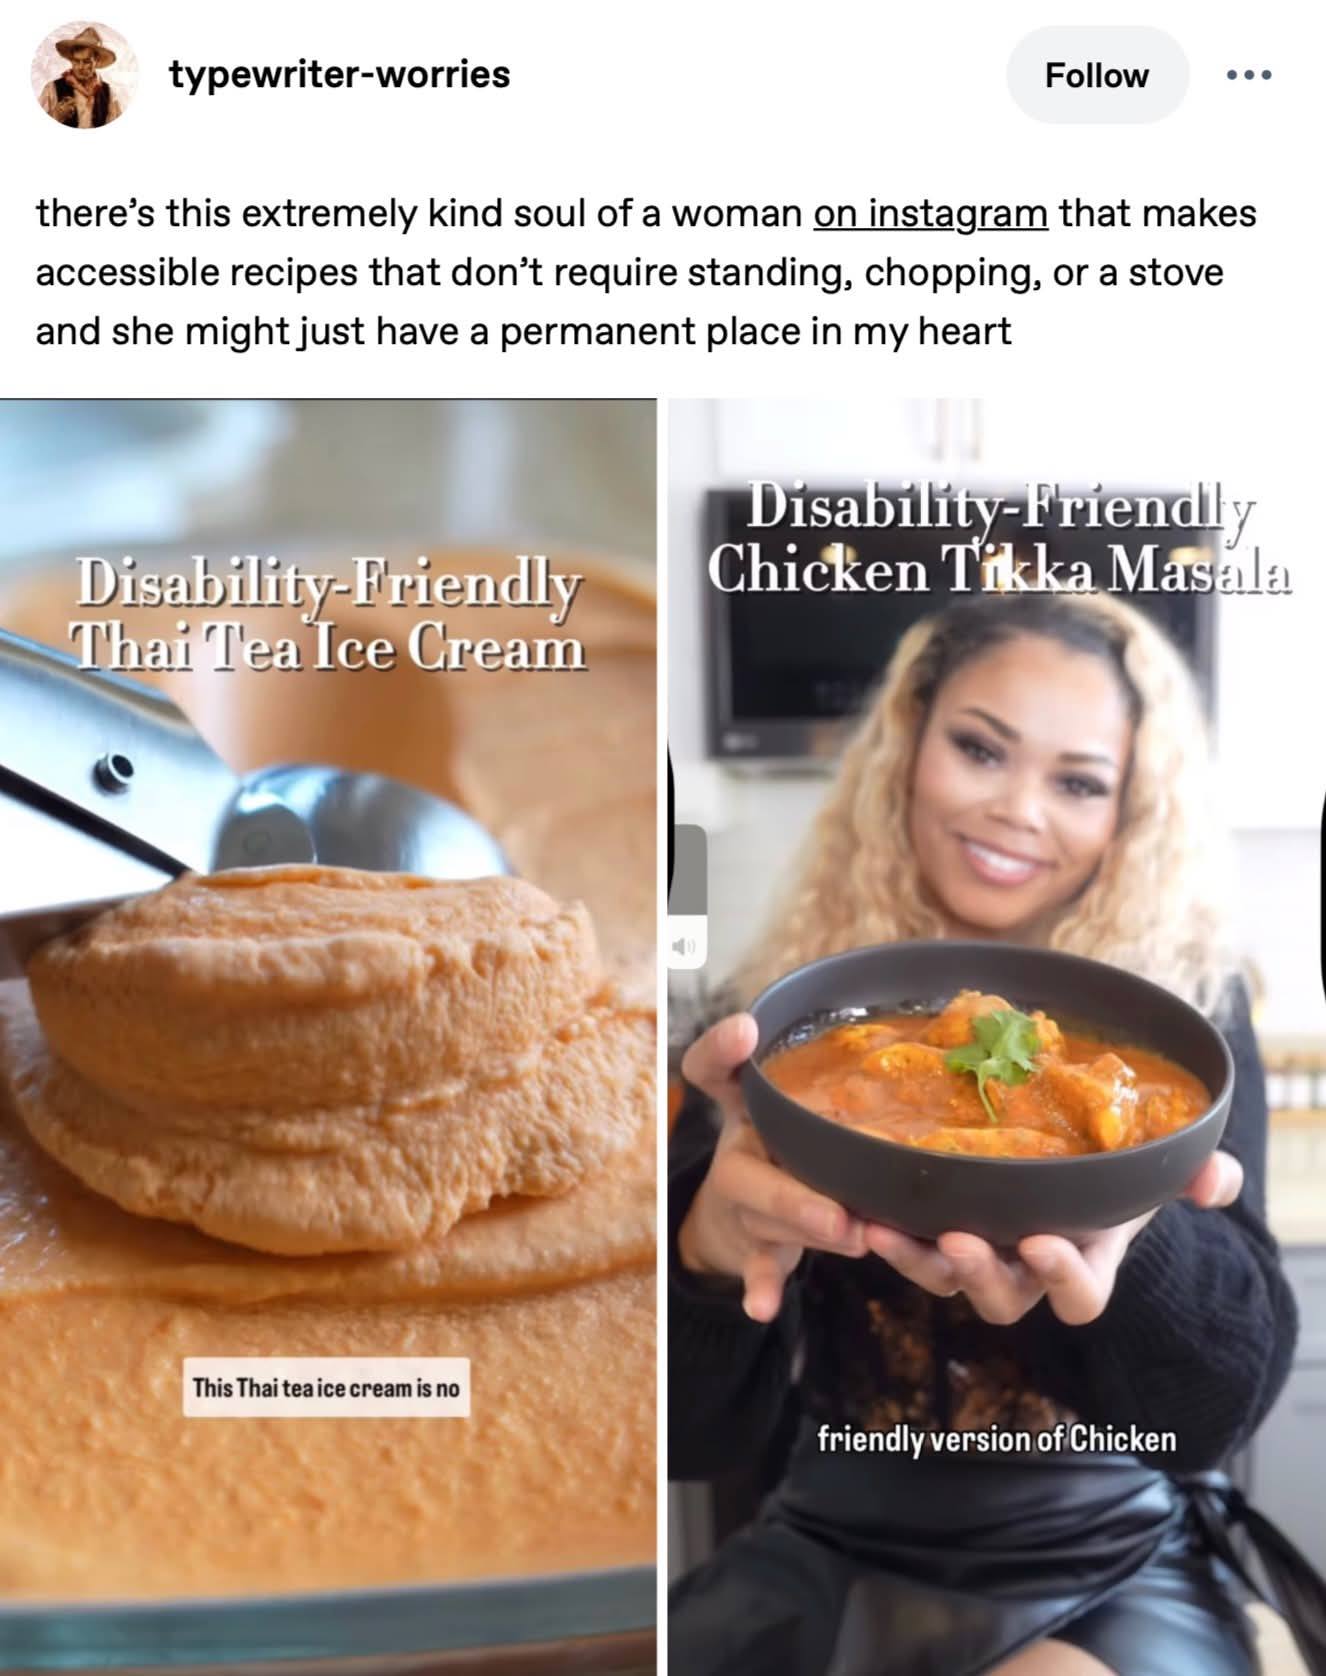 typewriter-worries
Follow
there’s this extremely kind soul of a woman on instagram that makes
accessible recipes that don’t require standing, chopping, or a stove
and she might just have a permanent place in my heart
Disability-Friendly
Thai Tea Ice Cream
This Thai tea ice cream is no
Disability-Friendly
Chicken Tikka Masala
friendly version of Chicken